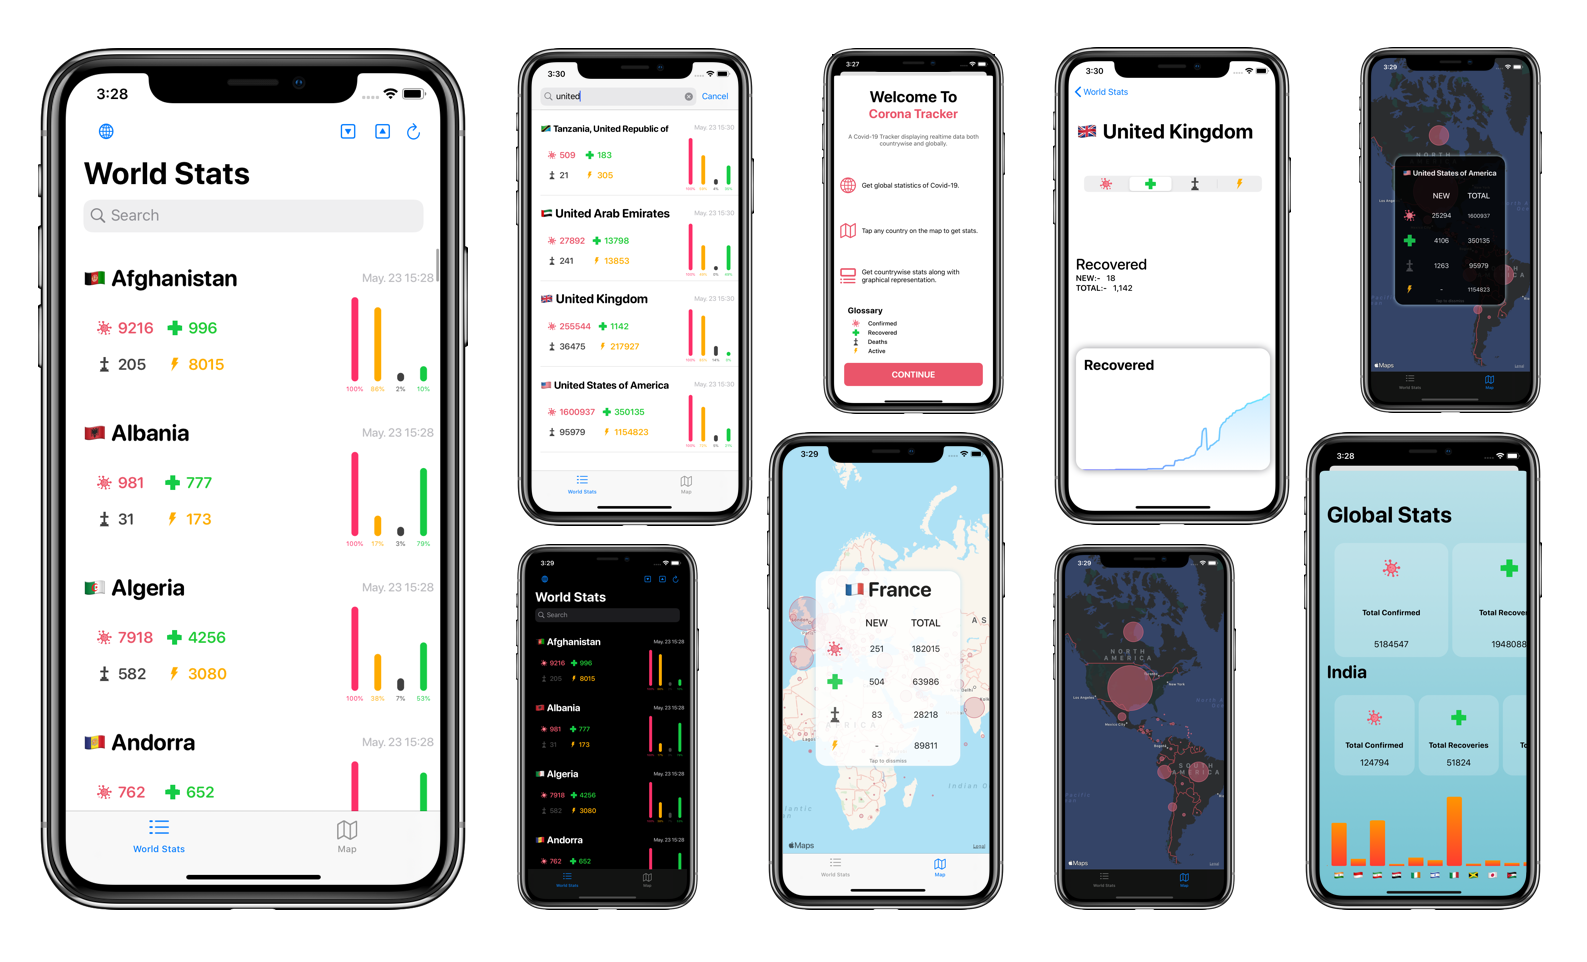 3:28
World Stats
Search
Afghanistan
May. 23 15:28
9216 996
205 8015
100% 86% 2% 10%
Albania
May. 23 15:28
981 777
31 173
100% 17% 3% 79%
Algeria
May. 23 15:28
7918 4256
582 3080
100% 38% 7% 53%
Andorra
May. 23 15:28
762 652
World Stats
Map
3:30
united
Cancel
Tanzania, United Republic of
May. 23 15:30
509 183
21 305
United Arab Emirates
May. 23 15:30
27892 13798
241 13853
United Kingdom
May. 23 15:30
255544 1142
36475 217927
United States of America
May. 23 15:30
1600937 350135
95979 1154823
World Stats
Map
3:29
World Stats
Search
Afghanistan
May. 23 15:28
9216 996
205 8015
Albania
May. 23 15:28
981 777
31 173
Algeria
May. 23 15:28
7918 4256
582 3080
Andorra
May. 23 15:28
762 652
World Stats
Map
3:27
Welcome To
Corona Tracker
A Covid-19 Tracker displaying realtime data both
countrywise and globally.
Get global statistics of Covid-19.
Tap any country on the map to get stats.
Get countrywise stats along with
graphical representation.
Glossary
Confirmed
Recovered
Deaths
Active
CONTINUE
3:29
France
NEW TOTAL
251 182015
504 63986
83 28218
- 89811
Tap to dismiss
Maps
Legal
World Stats
Map
3:30
World Stats
United Kingdom
Recovered
NEW:- 18
TOTAL:- 1,142
Recovered
3:29
NORTH
AMERICA
Toronto
New York
Los Angeles
Mexico City
Bogotá
SOUTH
AMERICA
Maps
Legal
World Stats
Map
3:29
United States of America
NEW TOTAL
25294 1600937
4106 350135
1263 95979
- 1154823
Tap to dismiss
Maps
Legal
World Stats
Map
3:28
Global Stats
Total Confirmed
5184547
Total Recover
1948088
India
Total Confirmed
124794
Total Recoveries
51824